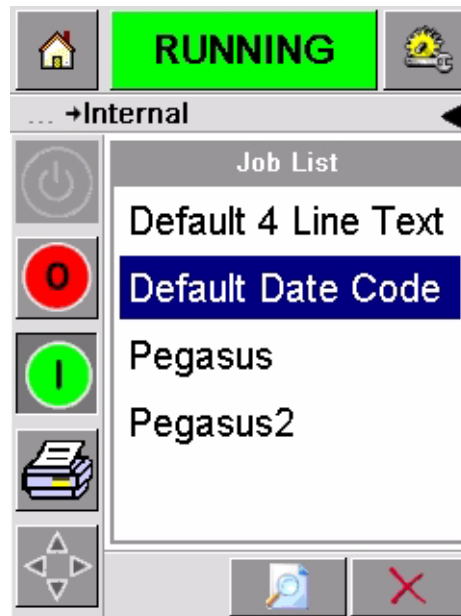 RUNNING
... →Internal
Job List
Default 4 Line Text
O
Default Date Code
I
Pegasus
Pegasus2